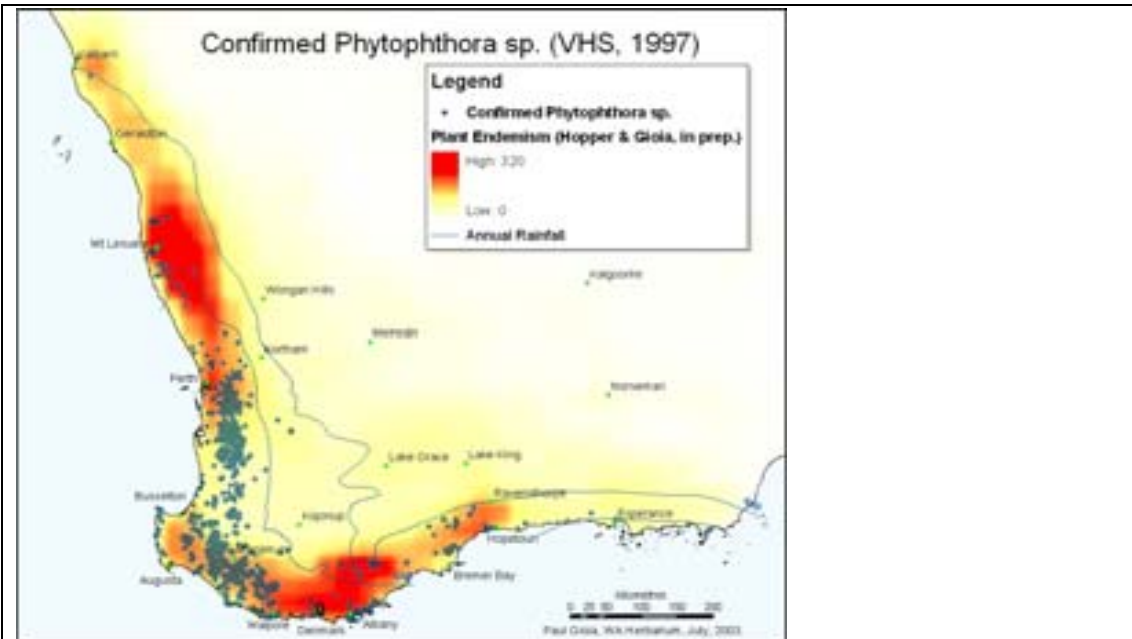 Confirmed Phytophthora sp. (VHS, 1997)
Legend
Confirmed Phytophthora sp.
Plant Endemism (Hopper & Gioia, in prep.)
High: 320
Low: 0
Annual Rainfall
Kalbarri
Geraldton
Mt Lesueur
Wongan Hills
Kalgoorlie
Merredin
Northam
Perth
Norseman
Lake Grace
Lake King
Busselton
Ravensthorpe
Esperance
Kojonup
Hopetoun
Augusta
Bremer Bay
Walpole
Denmark
Albany
Kilometres
0 25 50 100 150 200
Paul Gioia, WA Herbarium, July, 2003